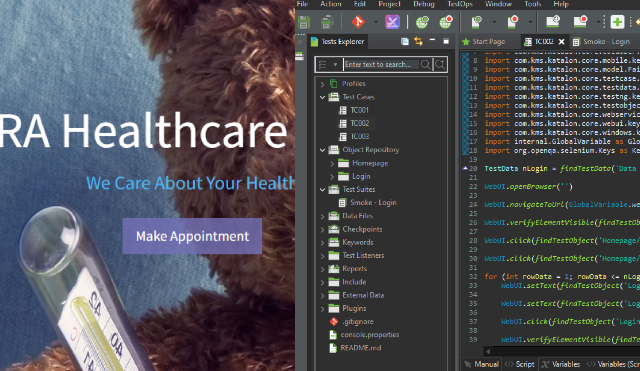 RA Healthcare
We Care About Your Health
Make Appointment
File Action Edit Project Debug TestOps Window Tools Help
Tests Explorer
Enter text to search...
Profiles
Test Cases
TC001
TC002
TC003
Object Repository
Homepage
Login
Test Suites
Smoke - Login
Data Files
Checkpoints
Keywords
Test Listeners
Reports
Include
External Data
Plugins
.gitignore
console.properties
README.md
Start Page TC002 Smoke - Login
8 import com.kms.katalon.core.mobile.ke
9 import com.kms.katalon.core.model.Fai
10 import com.kms.katalon.core.testcase.
11 import com.kms.katalon.core.testdata.
12 import com.kms.katalon.core.testng.ke
13 import com.kms.katalon.core.testobjec
14 import com.kms.katalon.core.webservic
15 import com.kms.katalon.core.webui.key
16 import com.kms.katalon.core.windows.k
17 import internal.GlobalVariable as Glo
18 import org.openqa.selenium.Keys as Ke
19
20 TestData nLogin = findTestData('Data
21
22 WebUI.openBrowser('')
23
24 WebUI.navigateToUrl(GlobalVariable.we
25
26 WebUI.verifyElementVisible(findTestOb
27
28 WebUI.click(findTestObject('Homepage/
29
30 WebUI.click(findTestObject('Homepage/
31
32 for (int rowData = 1; rowData <= nLog
33 WebUI.setText(findTestObject('Log
34
35 WebUI.setText(findTestObject('Log
36
37 WebUI.click(findTestObject('Login
38
39 WebUI.verifyElementVisible(findTe
Manual Script Variables Variables (Scr